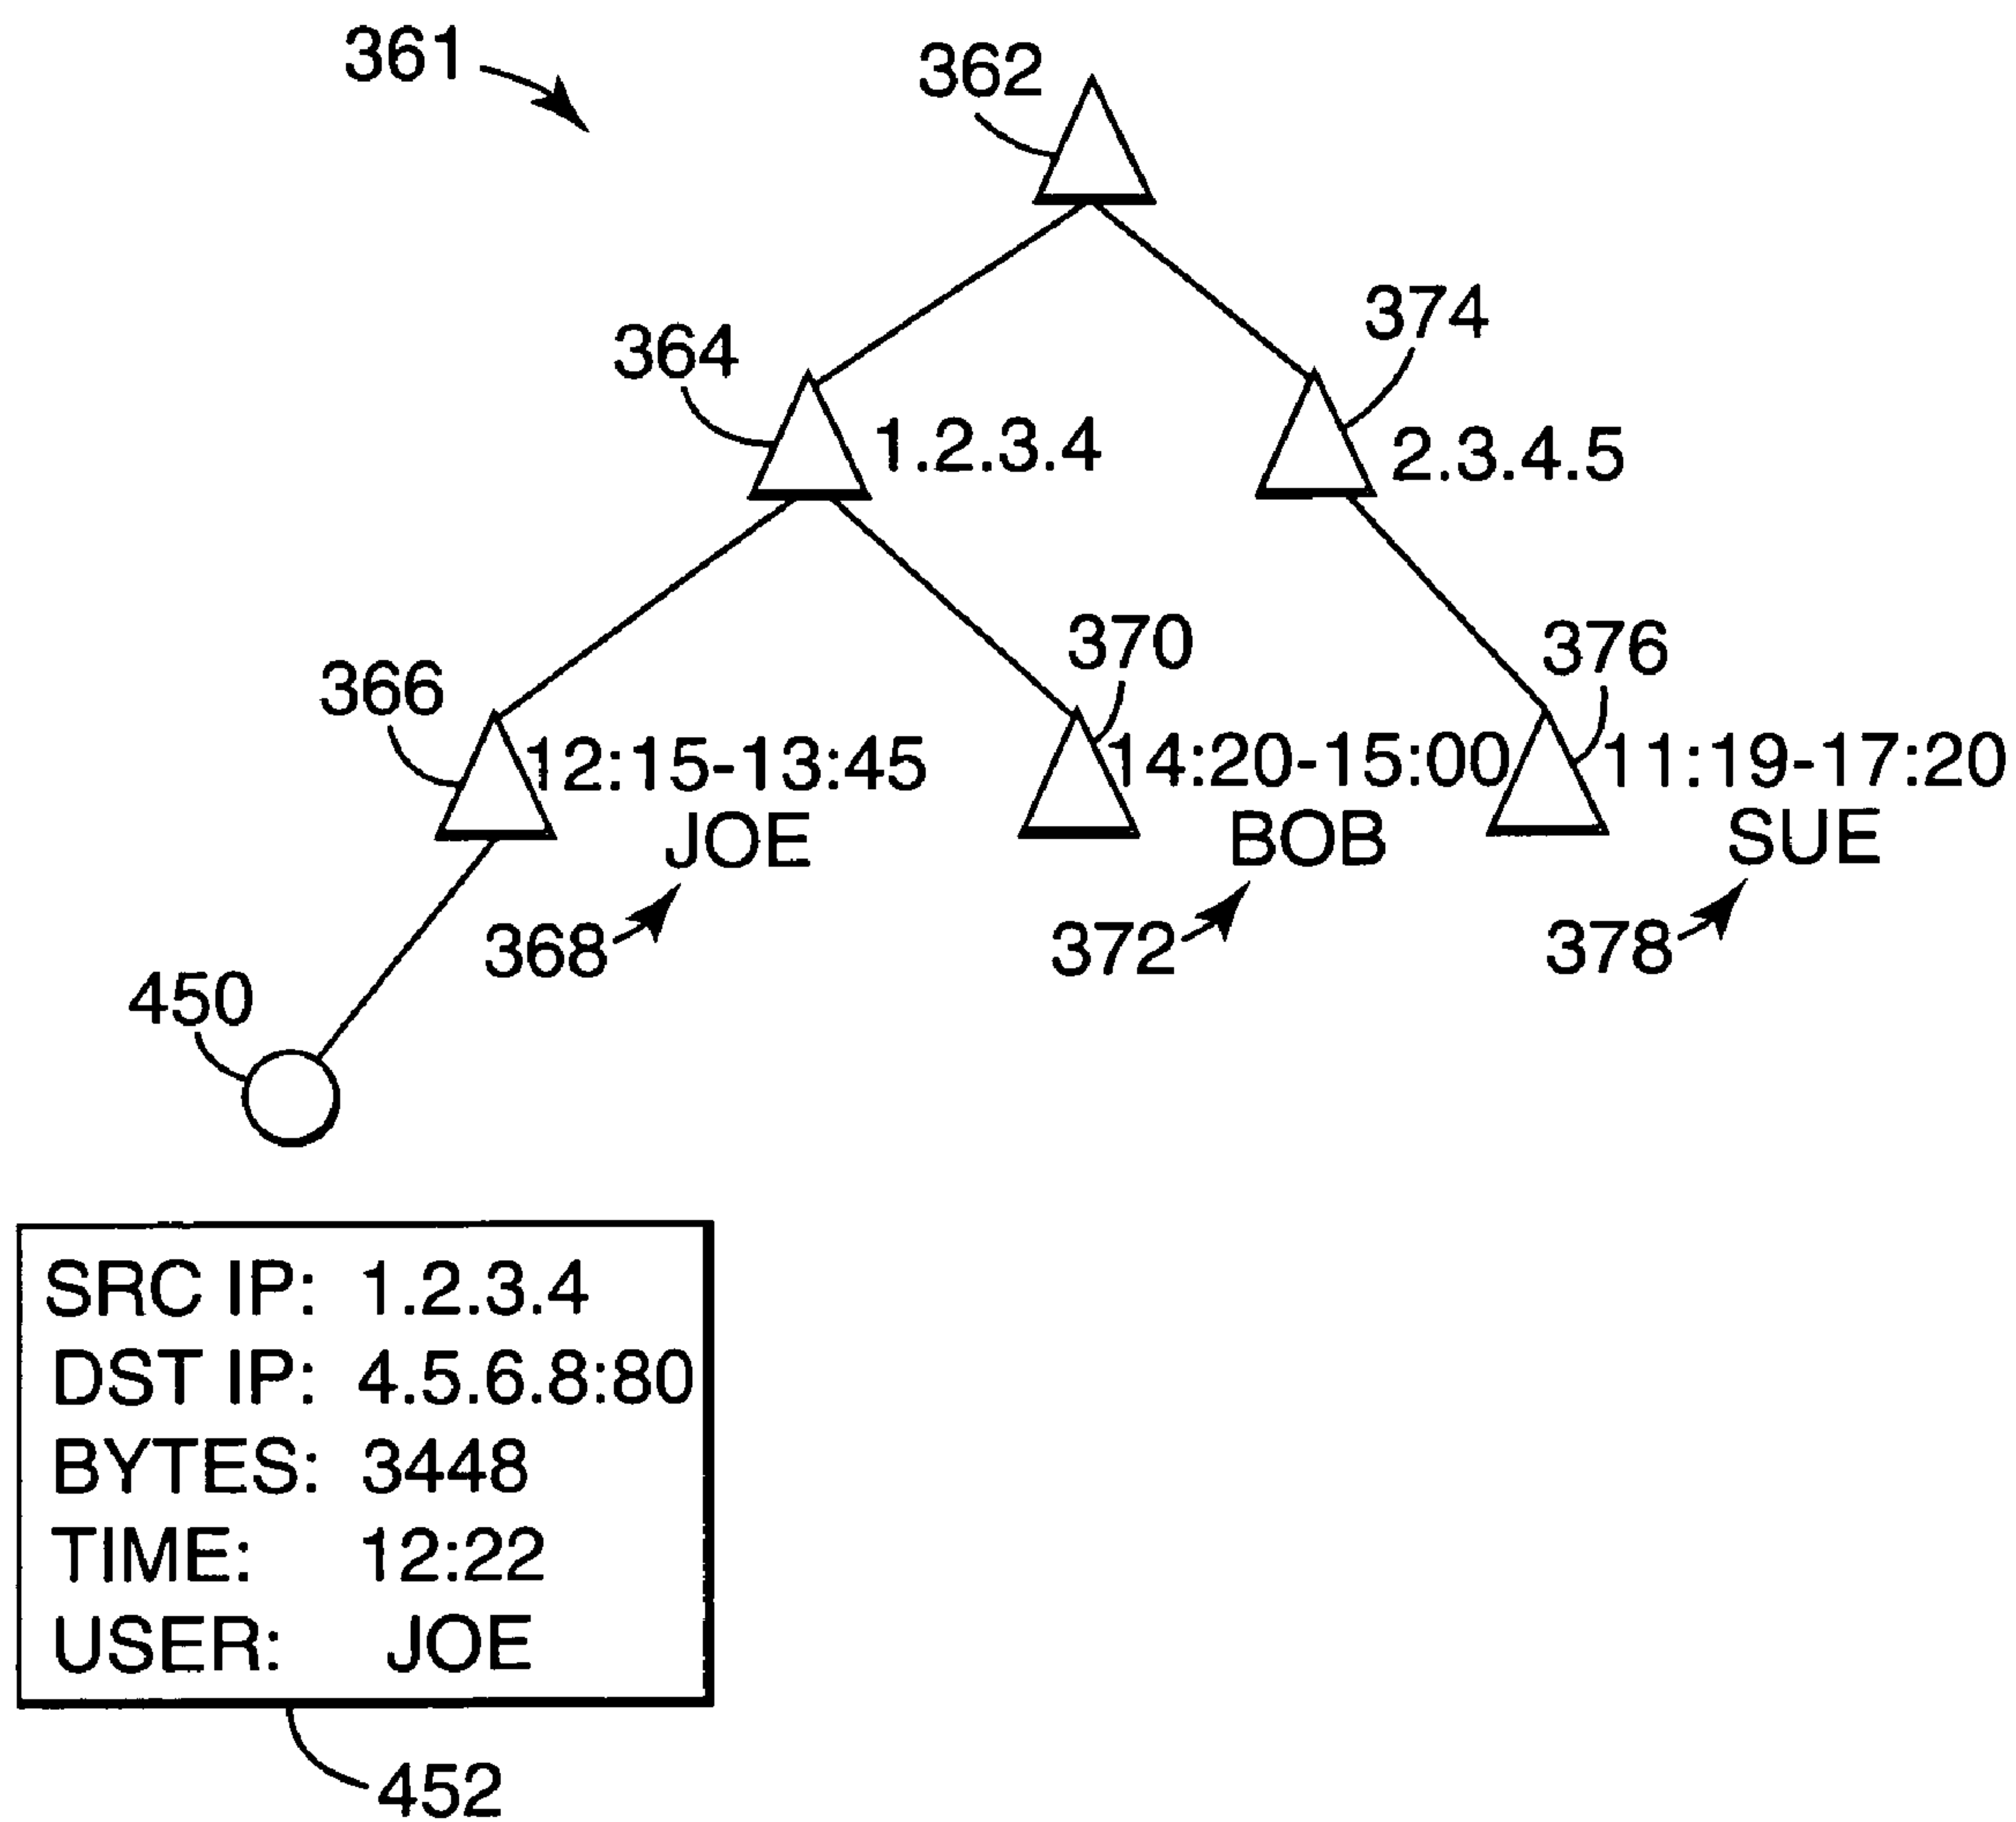 361
362
374
364
1.2.3.4
2.3.4.5
370
376
366
12:15-13:45
14:20-15:00
11:19-17:20
JOE
BOB
SUE
368
372
378
450
SRC IP: 1.2.3.4
DST IP: 4.5.6.8:80
BYTES: 3448
TIME: 12:22
USER: JOE
452